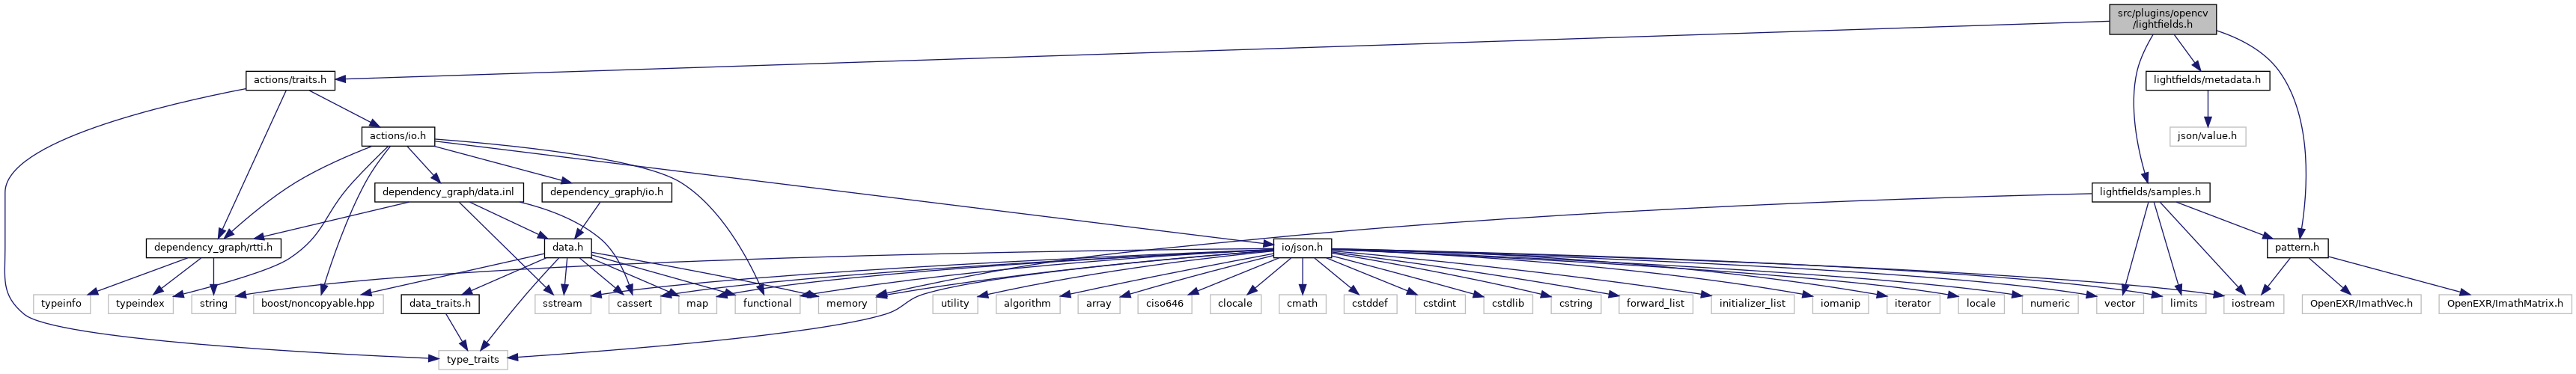 src/plugins/opencv
/lightfields.h
actions/traits.h
lightfields/metadata.h
actions/io.h
json/value.h
dependency_graph/data.inl
dependency_graph/io.h
lightfields/samples.h
dependency_graph/rtti.h
data.h
io/json.h
pattern.h
typeinfo
typeindex
string
boost/noncopyable.hpp
data_traits.h
sstream
cassert
map
functional
memory
utility
algorithm
array
ciso646
clocale
cmath
cstddef
cstdint
cstdlib
cstring
forward_list
initializer_list
iomanip
iterator
locale
numeric
vector
limits
iostream
OpenEXR/ImathVec.h
OpenEXR/ImathMatrix.h
type_traits